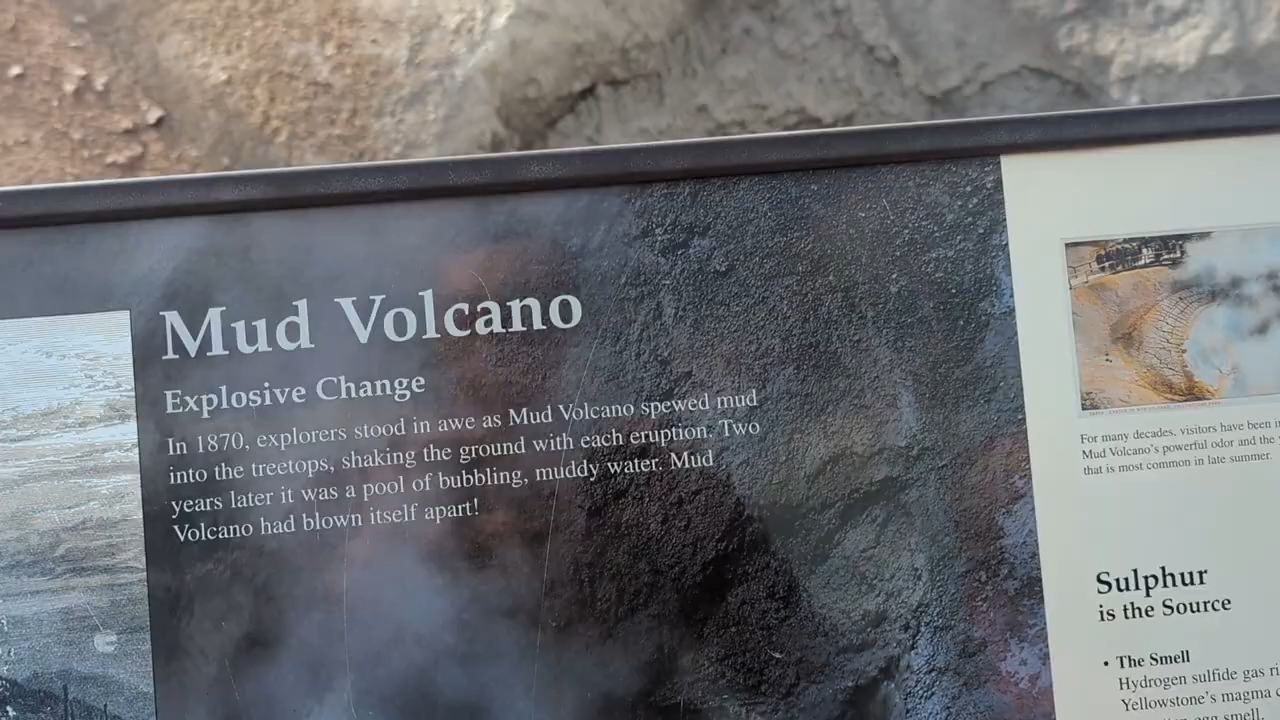 Mud Volcano
Explosive Change
In 1870, explorers stood in awe as Mud Volcano spewed mud
into the treetops, shaking the ground with each eruption. Two
years later it was a pool of bubbling, muddy water. Mud
Volcano had blown itself apart!
For many decades, visitors have been
Mud Volcano's powerful odor and the
that is most common in late summer.
Sulphur
is the Source
• The Smell
Hydrogen sulfide gas
Yellowstone's magma
egg smell.